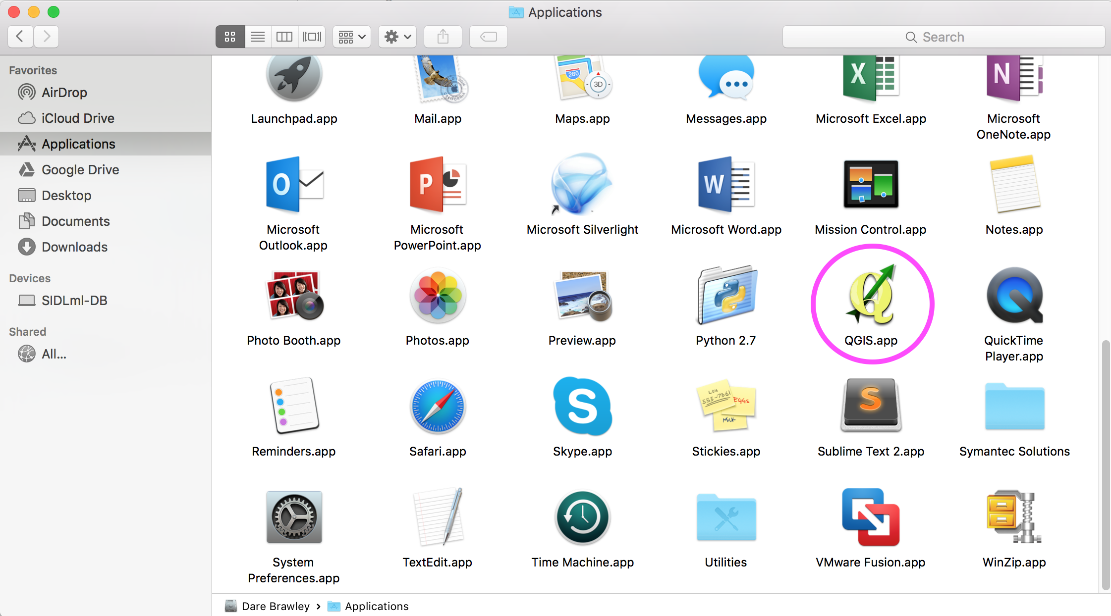 Applications
Search
Favorites
AirDrop
iCloud Drive
Applications
Google Drive
Desktop
Documents
Downloads
Devices
SIDLml-DB
Shared
All...
3D
280
X
N
Launchpad.app
Mail.app
Maps.app
Messages.app
Microsoft Excel.app
Microsoft
OneNote.app
O
P
W
Microsoft
Outlook.app
Microsoft
PowerPoint.app
Microsoft Silverlight
Microsoft Word.app
Mission Control.app
Notes.app
Q
Photo Booth.app
Photos.app
Preview.app
Python 2.7
QGIS.app
QuickTime
Player.app
S
EGGS
MILK
S
Reminders.app
Safari.app
Skype.app
Stickies.app
Sublime Text 2.app
Symantec Solutions
System
Preferences.app
TextEdit.app
Time Machine.app
Utilities
VMware Fusion.app
WinZip.app
Dare Brawley
Applications